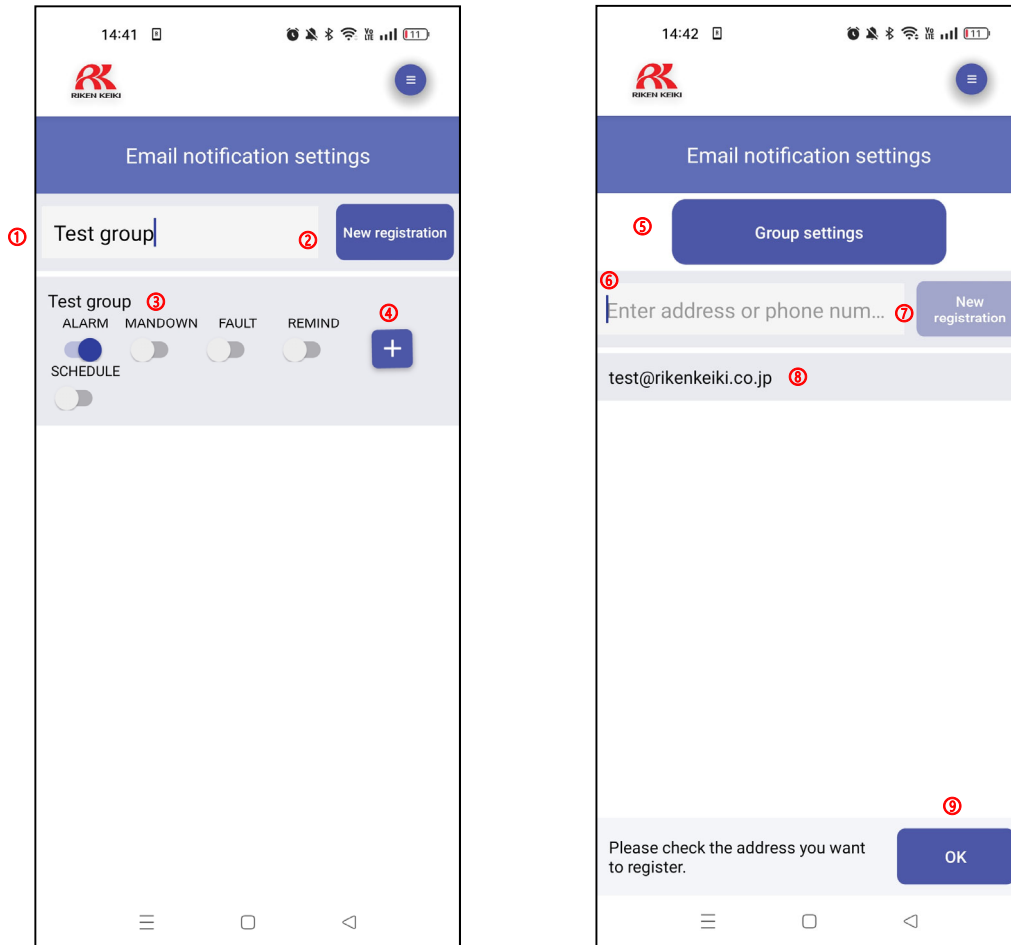 14:41
11
RIKEN KEIKI
Email notification settings
① Test group ② New registration
Test group ③
ALARM MANDOWN FAULT REMIND ④
+
SCHEDULE
14:42
11
RIKEN KEIKI
Email notification settings
⑤ Group settings
⑥
Enter address or phone num... ⑦ New
registration
test@rikenkeiki.co.jp ⑧
⑨
Please check the address you want
to register.
OK